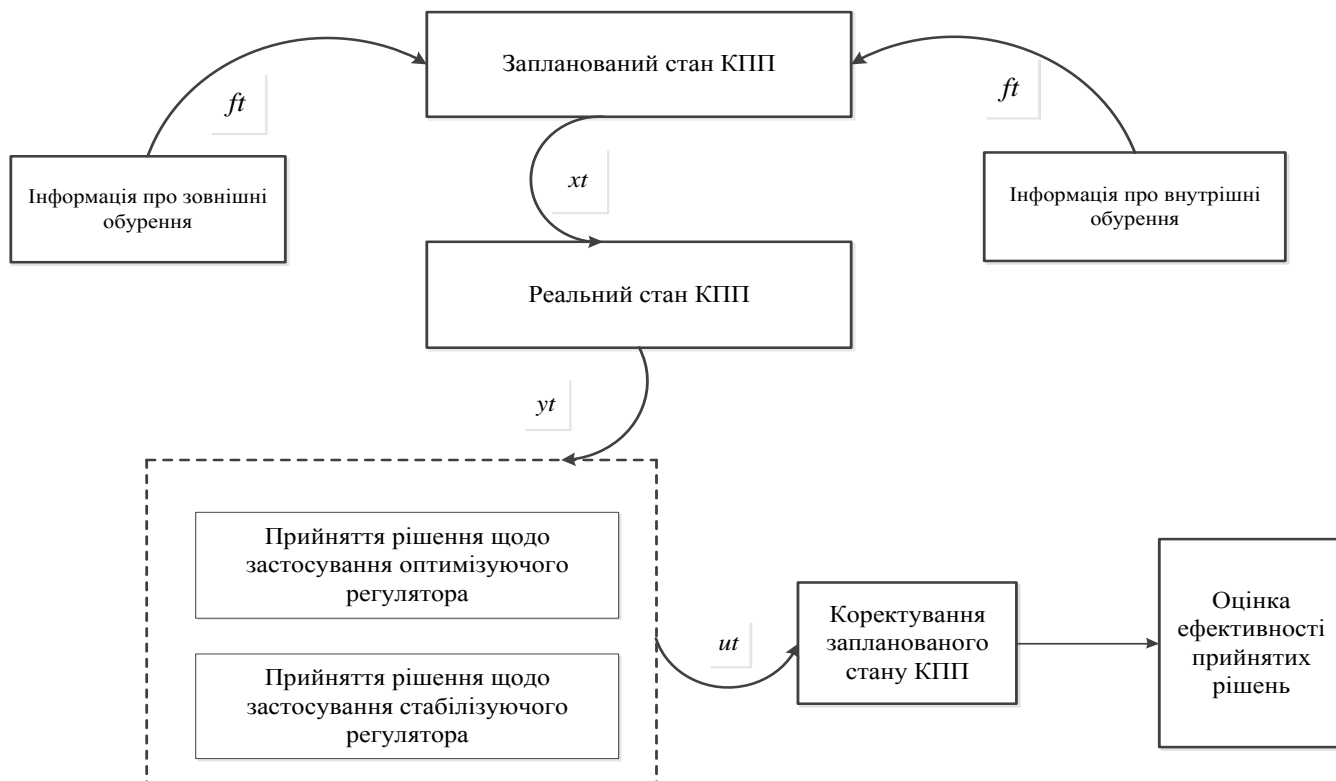 Запланований стан КПП
ft
ft
Інформація про зовнішні
обурення
xt
Інформація про внутрішні
обурення
Реальний стан КПП
yt
Прийняття рішення щодо
застосування оптимізуючого
регулятора
ut
Коректування
запланованого
стану КПП
Оцінка
ефективності
прийнятих
рішень
Прийняття рішення щодо
застосування стабілізуючого
регулятора